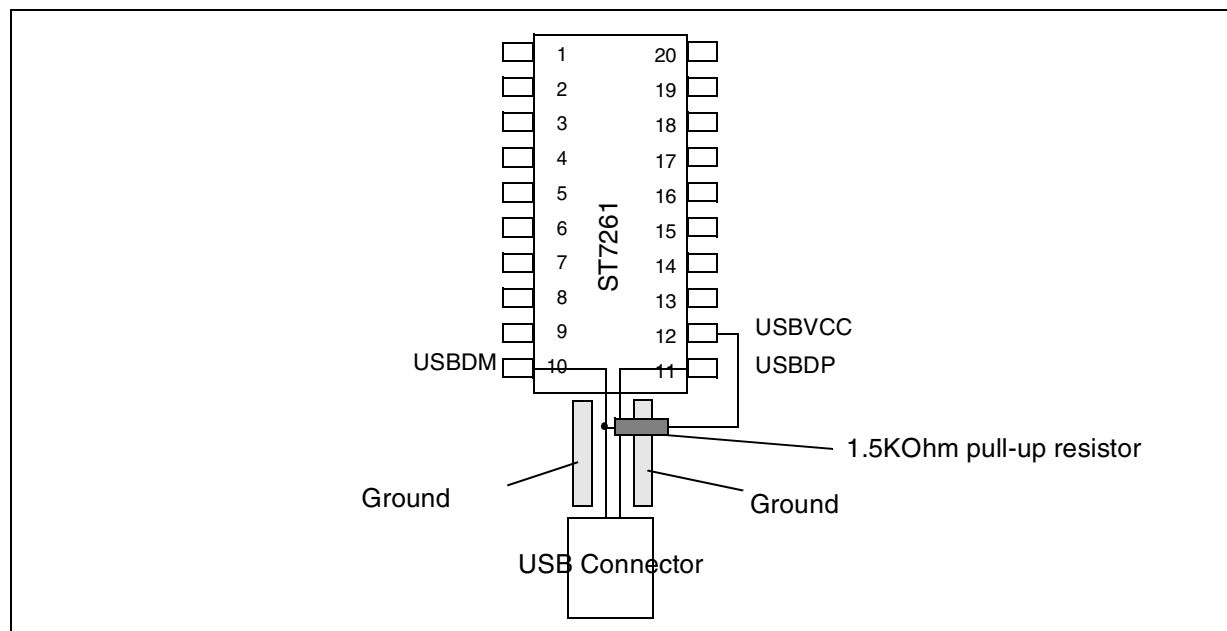 1 20
2 19
3 18
4 17
5 16
6 15
7 14
8 13
9 12 USBVCC
USBDM 10 11 USBDP
ST7261
1.5KOhm pull-up resistor
Ground
Ground
USB Connector